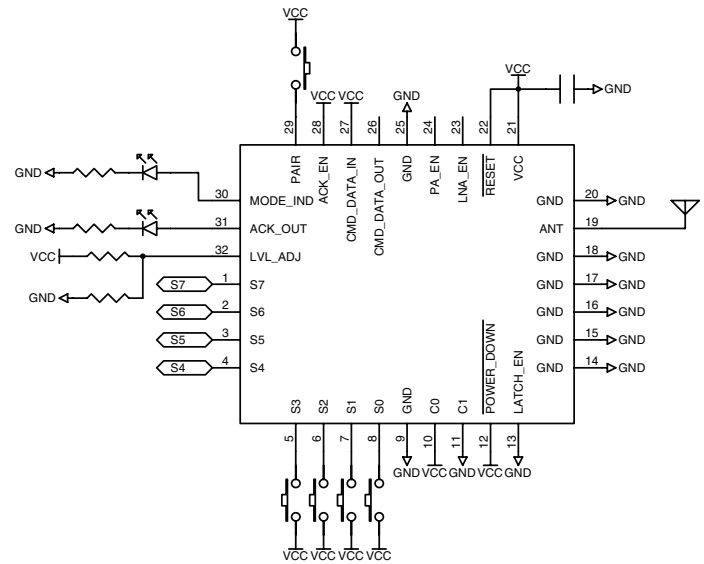 VCC
GND
VCC VCC
VCC
GND
29
28
27
26
25
24
23
22
21
PAIR
ACK_EN
CMD_DATA_IN
CMD_DATA_OUT
GND
PA_EN
LNA_EN
RESET
VCC
GND
30
MODE_IND
GND
31
ACK_OUT
VCC
32
LVL_ADJ
GND
S7
1
S7
S6
2
S6
S5
3
S5
S4
4
S4
GND
20
GND
ANT
19
GND
18
GND
GND
17
GND
GND
16
GND
GND
15
GND
GND
14
GND
S3
S2
S1
S0
GND
C0
C1
POWER_DOWN
LATCH_EN
5
6
7
8
9
10
11
12
13
GND VCC GND VCC GND
VCC VCC VCC VCC